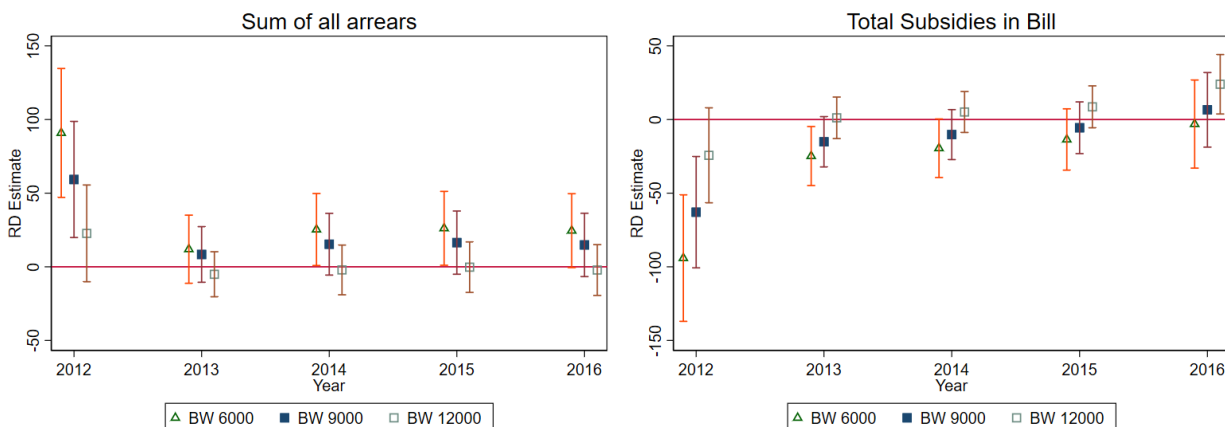 Sum of all arrears
150
100
50
0
-50
RD Estimate
2012 2013 2014 2015 2016
Year
BW 6000 BW 9000 BW 12000
Total Subsidies in Bill
50
0
-50
-100
-150
RD Estimate
2012 2013 2014 2015 2016
Year
BW 6000 BW 9000 BW 12000